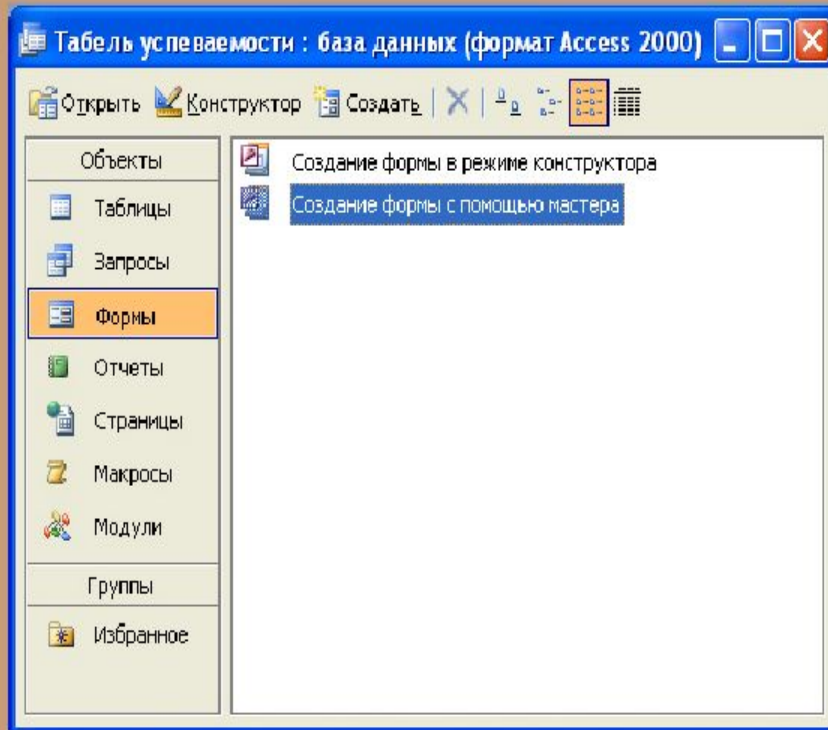 Табель успеваемости : база данных (формат Access 2000)
Открыть Конструктор Создать
Объекты
Таблицы
Запросы
Формы
Отчеты
Страницы
Макросы
Модули
Группы
Избранное
Создание формы в режиме конструктора
Создание формы с помощью мастера